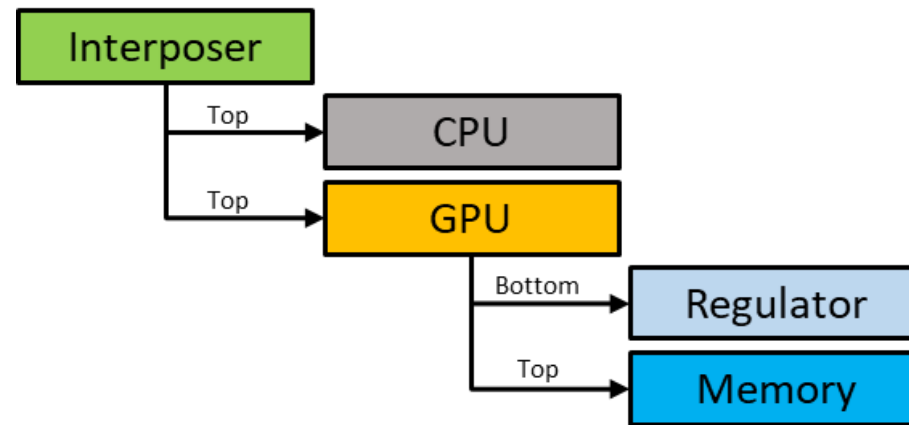 Interposer
Top
CPU
Top
GPU
Bottom
Regulator
Top
Memory